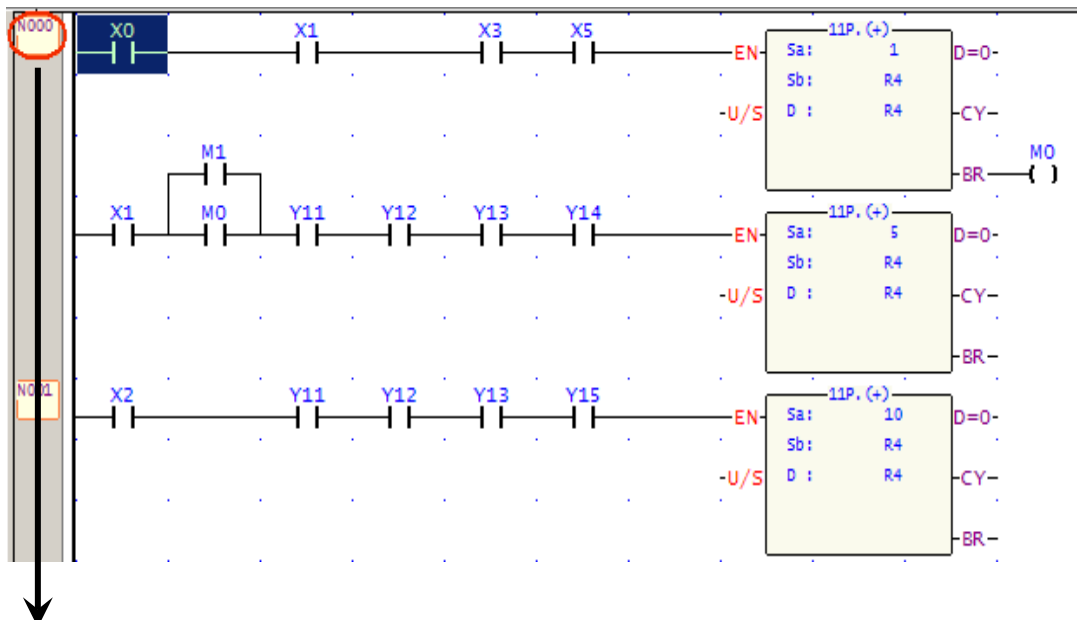 N000 X0 X1 X3 X5 11P.(+)
EN Sa: 1 D=0
Sb: R4
U/S D : R4 CY
M1 BR M0
X1 M0 Y11 Y12 Y13 Y14 11P.(+)
EN Sa: 5 D=0
Sb: R4
U/S D : R4 CY
BR
N001 X2 Y11 Y12 Y13 Y15 11P.(+)
EN Sa: 10 D=0
Sb: R4
U/S D : R4 CY
BR